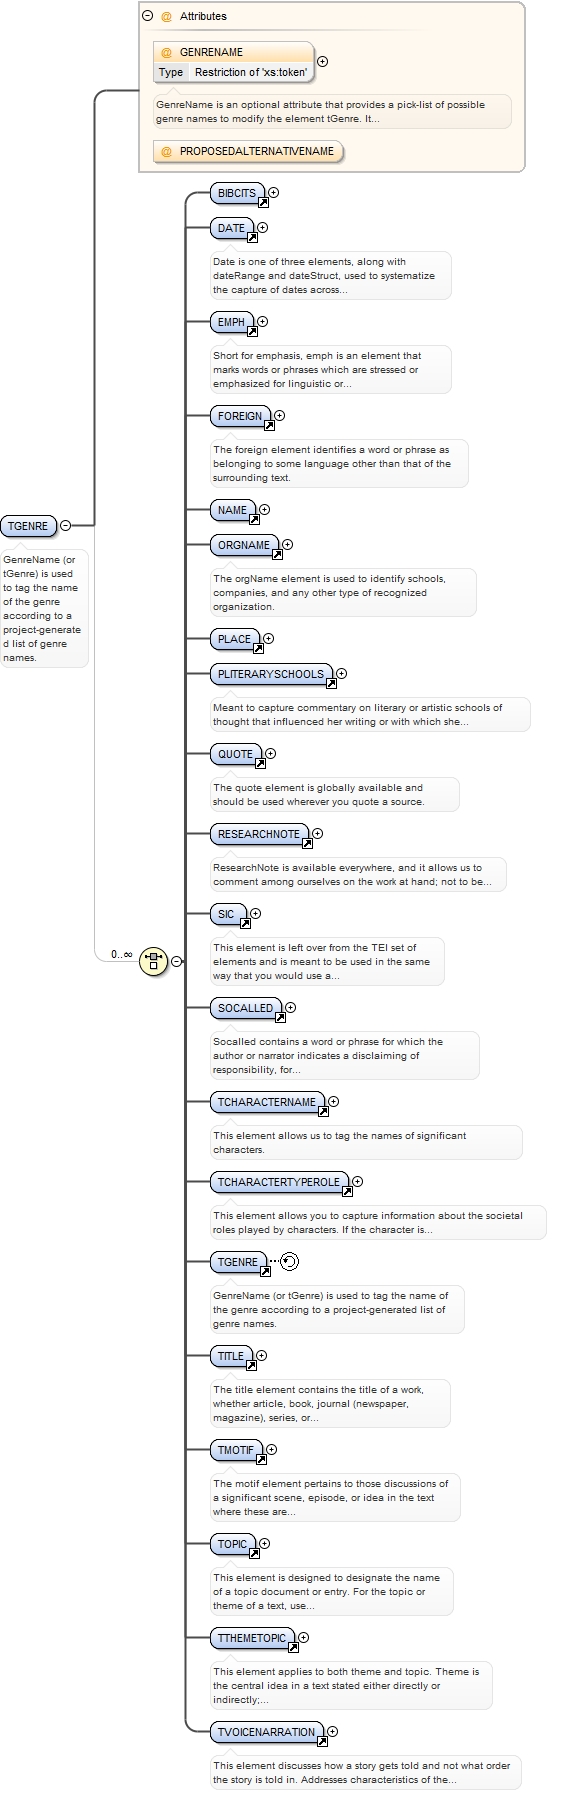 Attributes
@ GENRENAME
Type Restriction of 'xs:token'
GenreName is an optional attribute that provides a pick-list of possible
genre names to modify the element tGenre. It...
@ PROPOSEDALTERNATIVENAME
BIBCITS
DATE
Date is one of three elements, along with
dateRange and dateStruct, used to systematize
the capture of dates across...
EMPH
Short for emphasis, emph is an element that
marks words or phrases which are stressed or
emphasized for linguistic or...
FOREIGN
The foreign element identifies a word or phrase as
belonging to some language other than that of the
surrounding text.
NAME
ORGNAME
TGENRE
GenreName (or
tGenre) is used
to tag the name
of the genre
according to a
project-generate
d list of genre
names.
The orgName element is used to identify schools,
companies, and any other type of recognized
organization.
PLACE
PLITERARYSCHOOLS
Meant to capture commentary on literary or artistic schools of
thought that influenced her writing or with which she...
QUOTE
The quote element is globally available and
should be used wherever you quote a source.
RESEARCHNOTE
ResearchNote is available everywhere, and it allows us to
comment among ourselves on the work at hand; not to be...
SIC
This element is left over from the TEI set of
elements and is meant to be used in the same
way that you would use a...
0..∞
SOCALLED
Socalled contains a word or phrase for which the
author or narrator indicates a disclaiming of
responsibility, for...
TCHARACTERNAME
This element allows us to tag the names of significant
characters.
TCHARACTERTYPEROLE
This element allows you to capture information about the societal
roles played by characters. If the character is...
TGENRE
GenreName (or tGenre) is used to tag the name of
the genre according to a project-generated list of
genre names.
TITLE
The title element contains the title of a work,
whether article, book, journal (newspaper,
magazine), series, or...
TMOTIF
The motif element pertains to those discussions of
a significant scene, episode, or idea in the text
where these are...
TOPIC
This element is designed to designate the name
of a topic document or entry. For the topic or
theme of a text, use...
TTHEMETOPIC
This element applies to both theme and topic. Theme is
the central idea in a text stated either directly or
indirectly;...
TVOICENARRATION
This element discusses how a story gets told and not what order
the story is told in. Addresses characteristics of the...